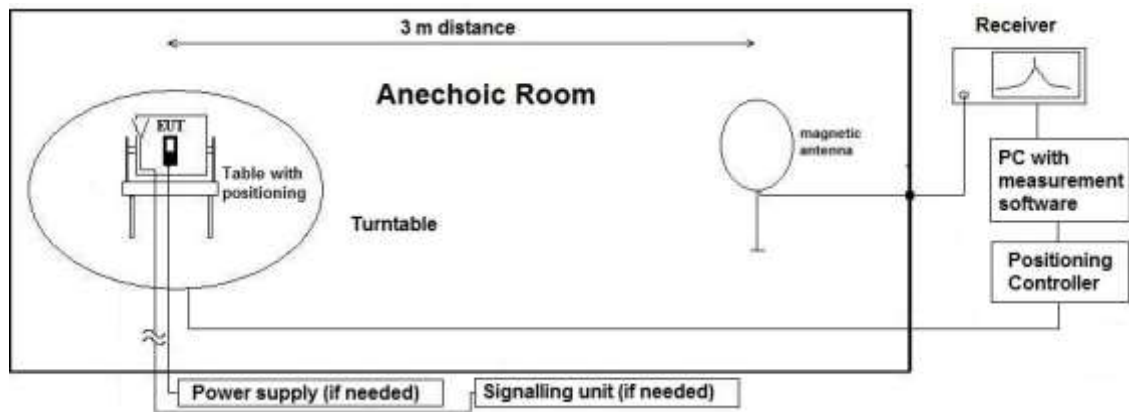 3 m distance
Receiver
Anechoic Room
EUT
magnetic
antenna
Table with
positioning
Turntable
PC with
measurement
software
Positioning
Controller
Power supply (if needed)
Signalling unit (if needed)